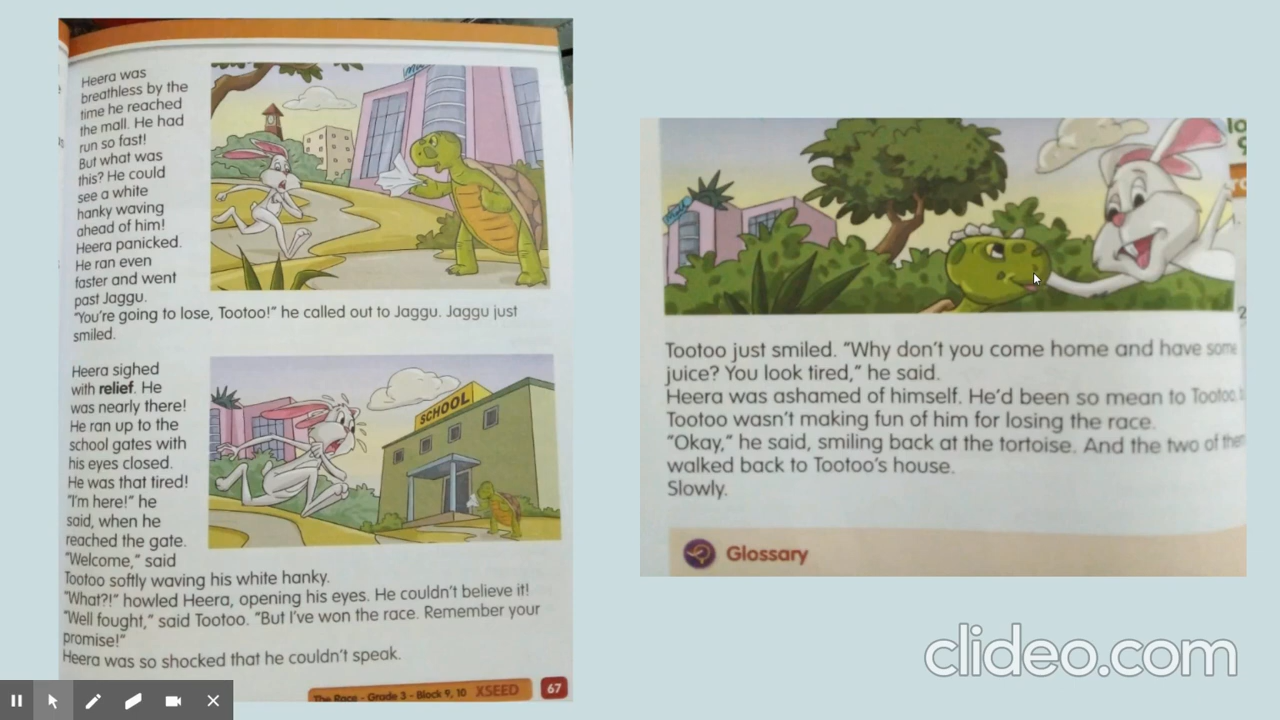 Heera was
breathless by the
time he reached
the mall. He had
run so fast!
But what was
this? He could
see a white
hanky waving
ahead of him!
Heera panicked.
He ran even
faster and went
past Jaggu.
"You're going to lose, Tootoo!" he called out to Jaggu. Jaggu just
smiled.
Heera sighed
with relief. He
was nearly there!
He ran up to the
school gates with
his eyes closed.
He was that tired!
"I'm here!" he
said, when he
reached the gate.
"Welcome," said
Tootoo softly waving his white hanky.
"What?!" howled Heera, opening his eyes. He couldn't believe it!
"Well fought," said Tootoo. "But I've won the race. Remember your
promise!"
Heera was so shocked that he couldn't speak.
SCHOOL
The Race - Grade 3 - Block 9, 10 XSEED 67
Tootoo just smiled. "Why don't you come home and have some
juice? You look tired," he said.
Heera was ashamed of himself. He'd been so mean to Tootoo,
Tootoo wasn't making fun of him for losing the race.
"Okay," he said, smiling back at the tortoise. And the two of them
walked back to Tootoo's house.
Slowly.
Glossary
clideo.com